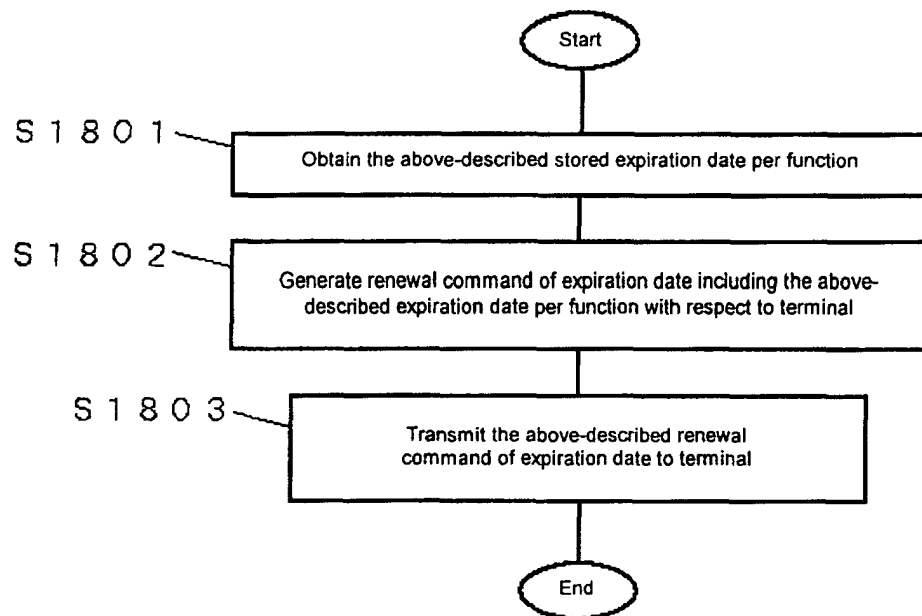 Start
S1801
Obtain the above-described stored expiration date per function
S1802
Generate renewal command of expiration date including the above-
described expiration date per function with respect to terminal
S1803
Transmit the above-described renewal
command of expiration date to terminal
End